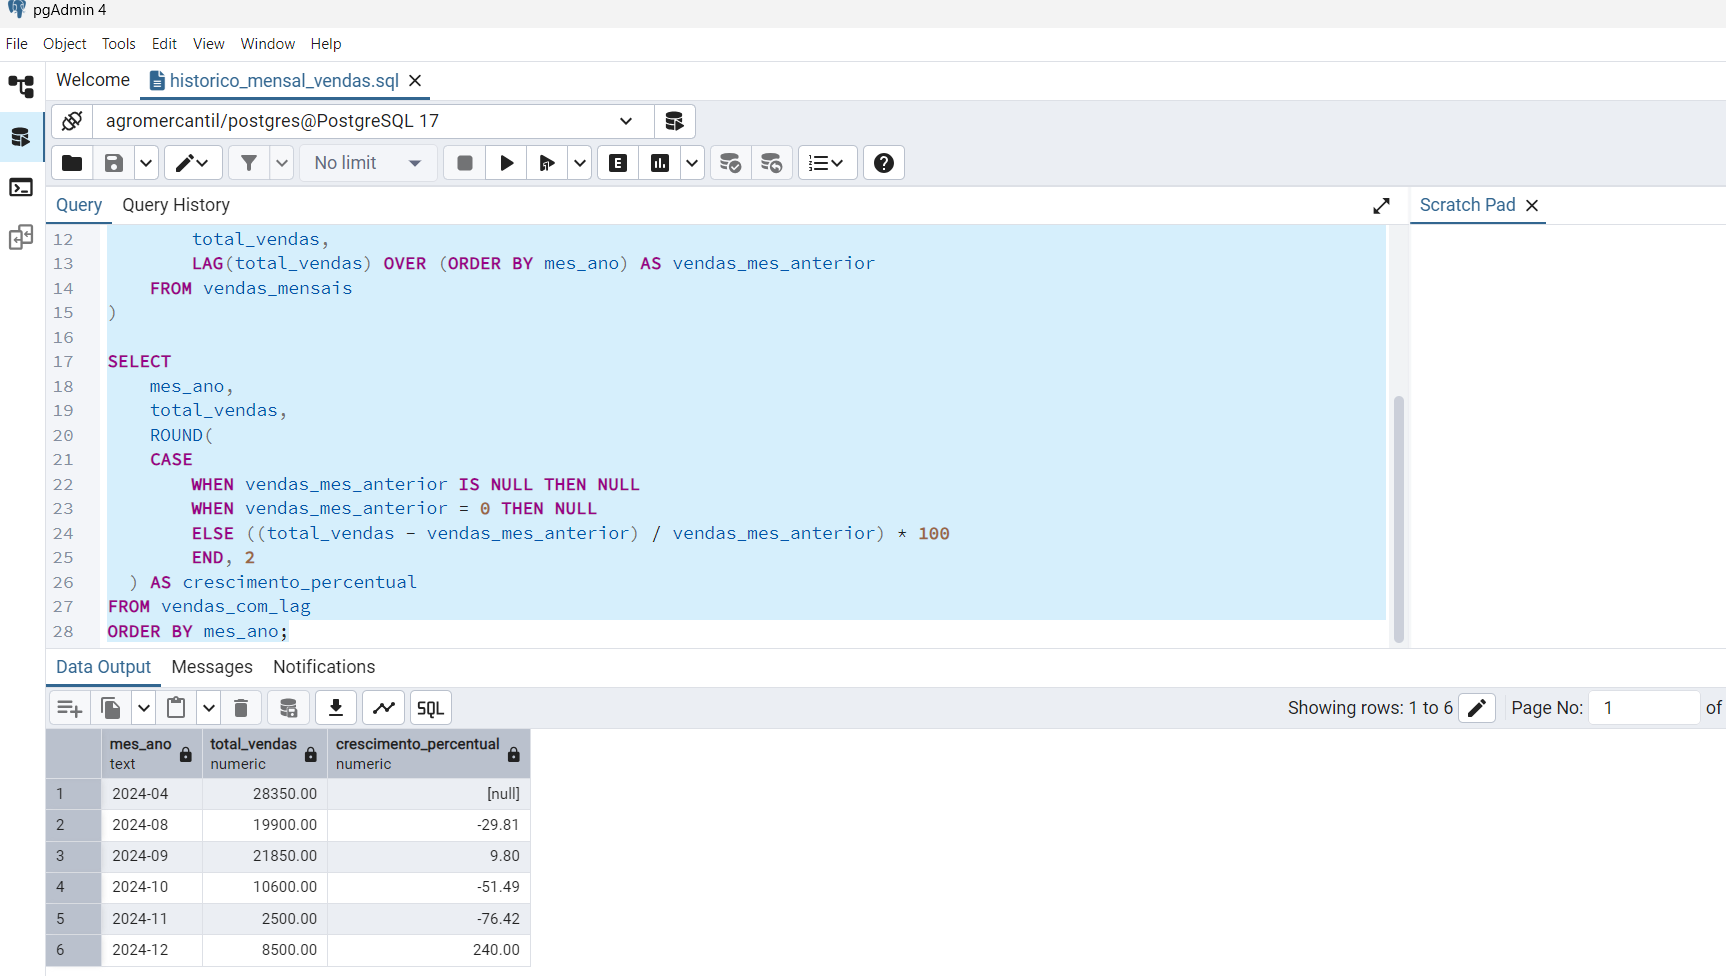 pgAdmin 4
File Object Tools Edit View Window Help
Welcome historico_mensal_vendas.sql
agromercantil/postgres@PostgreSQL 17
No limit
E
Query Query History
Scratch Pad
12 total_vendas,
13 LAG(total_vendas) OVER (ORDER BY mes_ano) AS vendas_mes_anterior
14 FROM vendas_mensais
15 )
16
17 SELECT
18 mes_ano,
19 total_vendas,
20 ROUND(
21 CASE
22 WHEN vendas_mes_anterior IS NULL THEN NULL
23 WHEN vendas_mes_anterior = 0 THEN NULL
24 ELSE ((total_vendas - vendas_mes_anterior) / vendas_mes_anterior) * 100
25 END, 2
26 ) AS crescimento_percentual
27 FROM vendas_com_lag
28 ORDER BY mes_ano;
Data Output Messages Notifications
SQL Showing rows: 1 to 6 Page No: 1 of
mes_ano total_vendas crescimento_percentual
text numeric numeric
1 2024-04 28350.00 [null]
2 2024-08 19900.00 -29.81
3 2024-09 21850.00 9.80
4 2024-10 10600.00 -51.49
5 2024-11 2500.00 -76.42
6 2024-12 8500.00 240.00